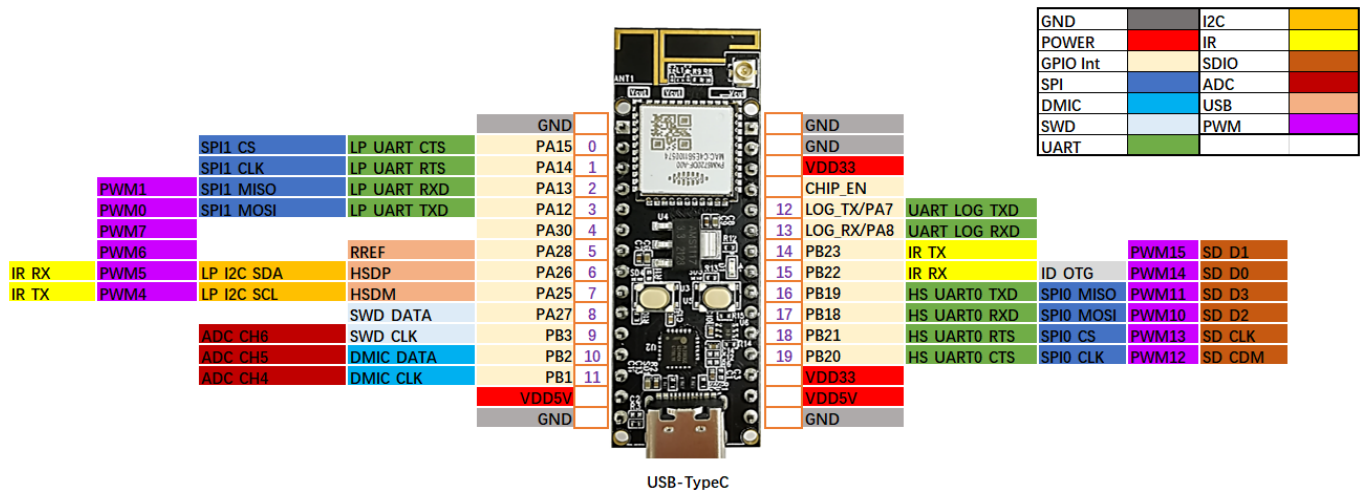 GND I2C
POWER IR
GPIO Int SDIO
SPI ADC
DMIC USB
SWD PWM
UART
ANT1
GND GND
SPI1 CS LP UART CTS PA15 0 GND
SPI1 CLK LP UART RTS PA14 1 VDD33
PWM1 SPI1 MISO LP UART RXD PA13 2 CHIP_EN
PWM0 SPI1 MOSI LP UART TXD PA12 3 12 LOG_TX/PA7 UART LOG TXD
PWM7 PA30 4 13 LOG_RX/PA8 UART LOG RXD
PWM6 RREF PA28 5 14 PB23 IR TX PWM15 SD D1
IR RX PWM5 LP I2C SDA HSDP PA26 6 15 PB22 IR RX ID OTG PWM14 SD D0
IR TX PWM4 LP I2C SCL HSDM PA25 7 16 PB19 HS UART0 TXD SPI0 MISO PWM11 SD D3
SWD DATA PA27 8 17 PB18 HS UART0 RXD SPI0 MOSI PWM10 SD D2
ADC CH6 SWD CLK PB3 9 18 PB21 HS UART0 RTS SPI0 CS PWM13 SD CLK
ADC CH5 DMIC DATA PB2 10 19 PB20 HS UART0 CTS SPI0 CLK PWM12 SD CDM
ADC CH4 DMIC CLK PB1 11 VDD33
VDD5V VDD5V
GND GND
U4
U2
USB-TypeC